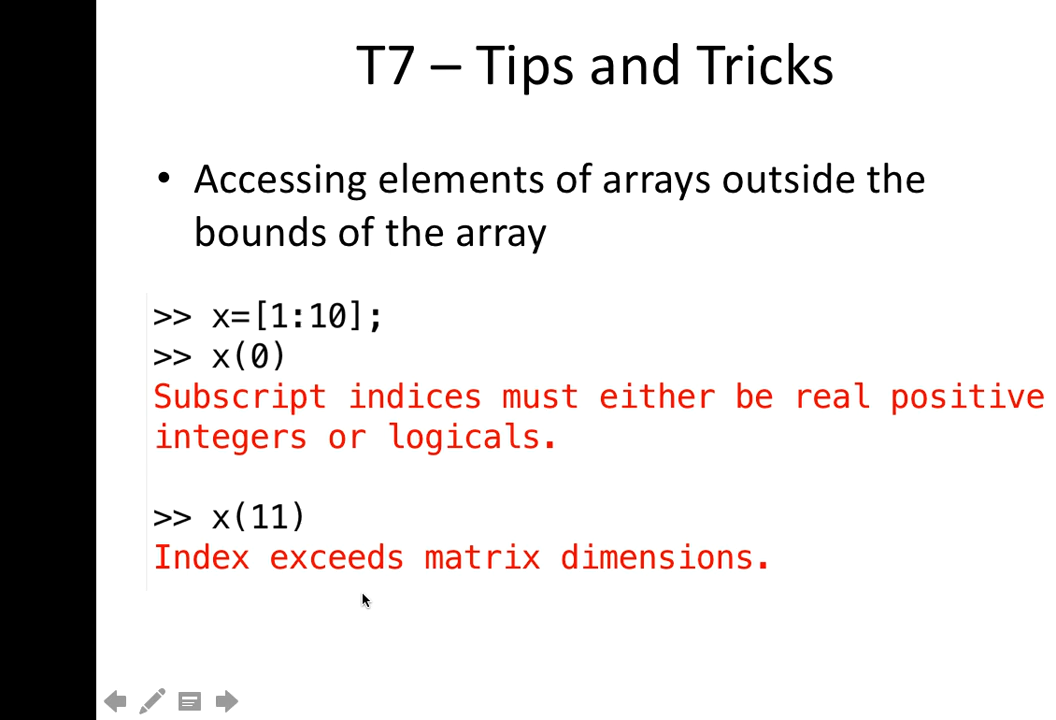 T7 – Tips and Tricks
• Accessing elements of arrays outside the
bounds of the array
>> x=[1:10];
>> x(0)
Subscript indices must either be real positive
integers or logicals.
>> x(11)
Index exceeds matrix dimensions.